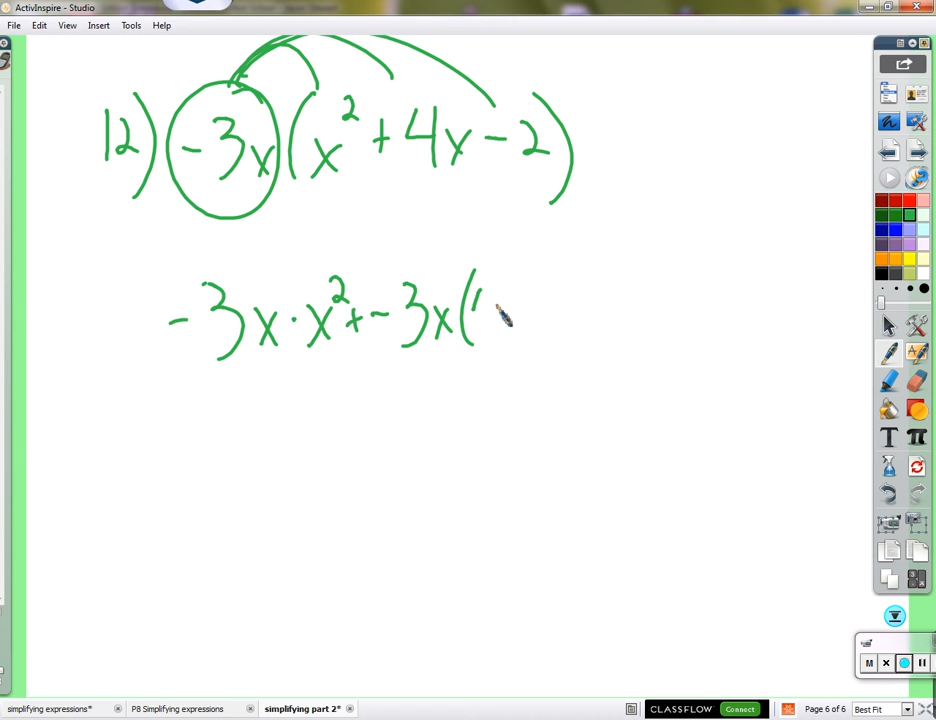 ActivInspire - Studio
File Edit View Insert Tools Help
12) -3x(x² + 4x - 2)
-3x · x² + -3x(
M
simplifying expressions* P8 Simplifying expressions simplifying part 2* CLASSFLOW Connect Page 6 of 6 Best Fit